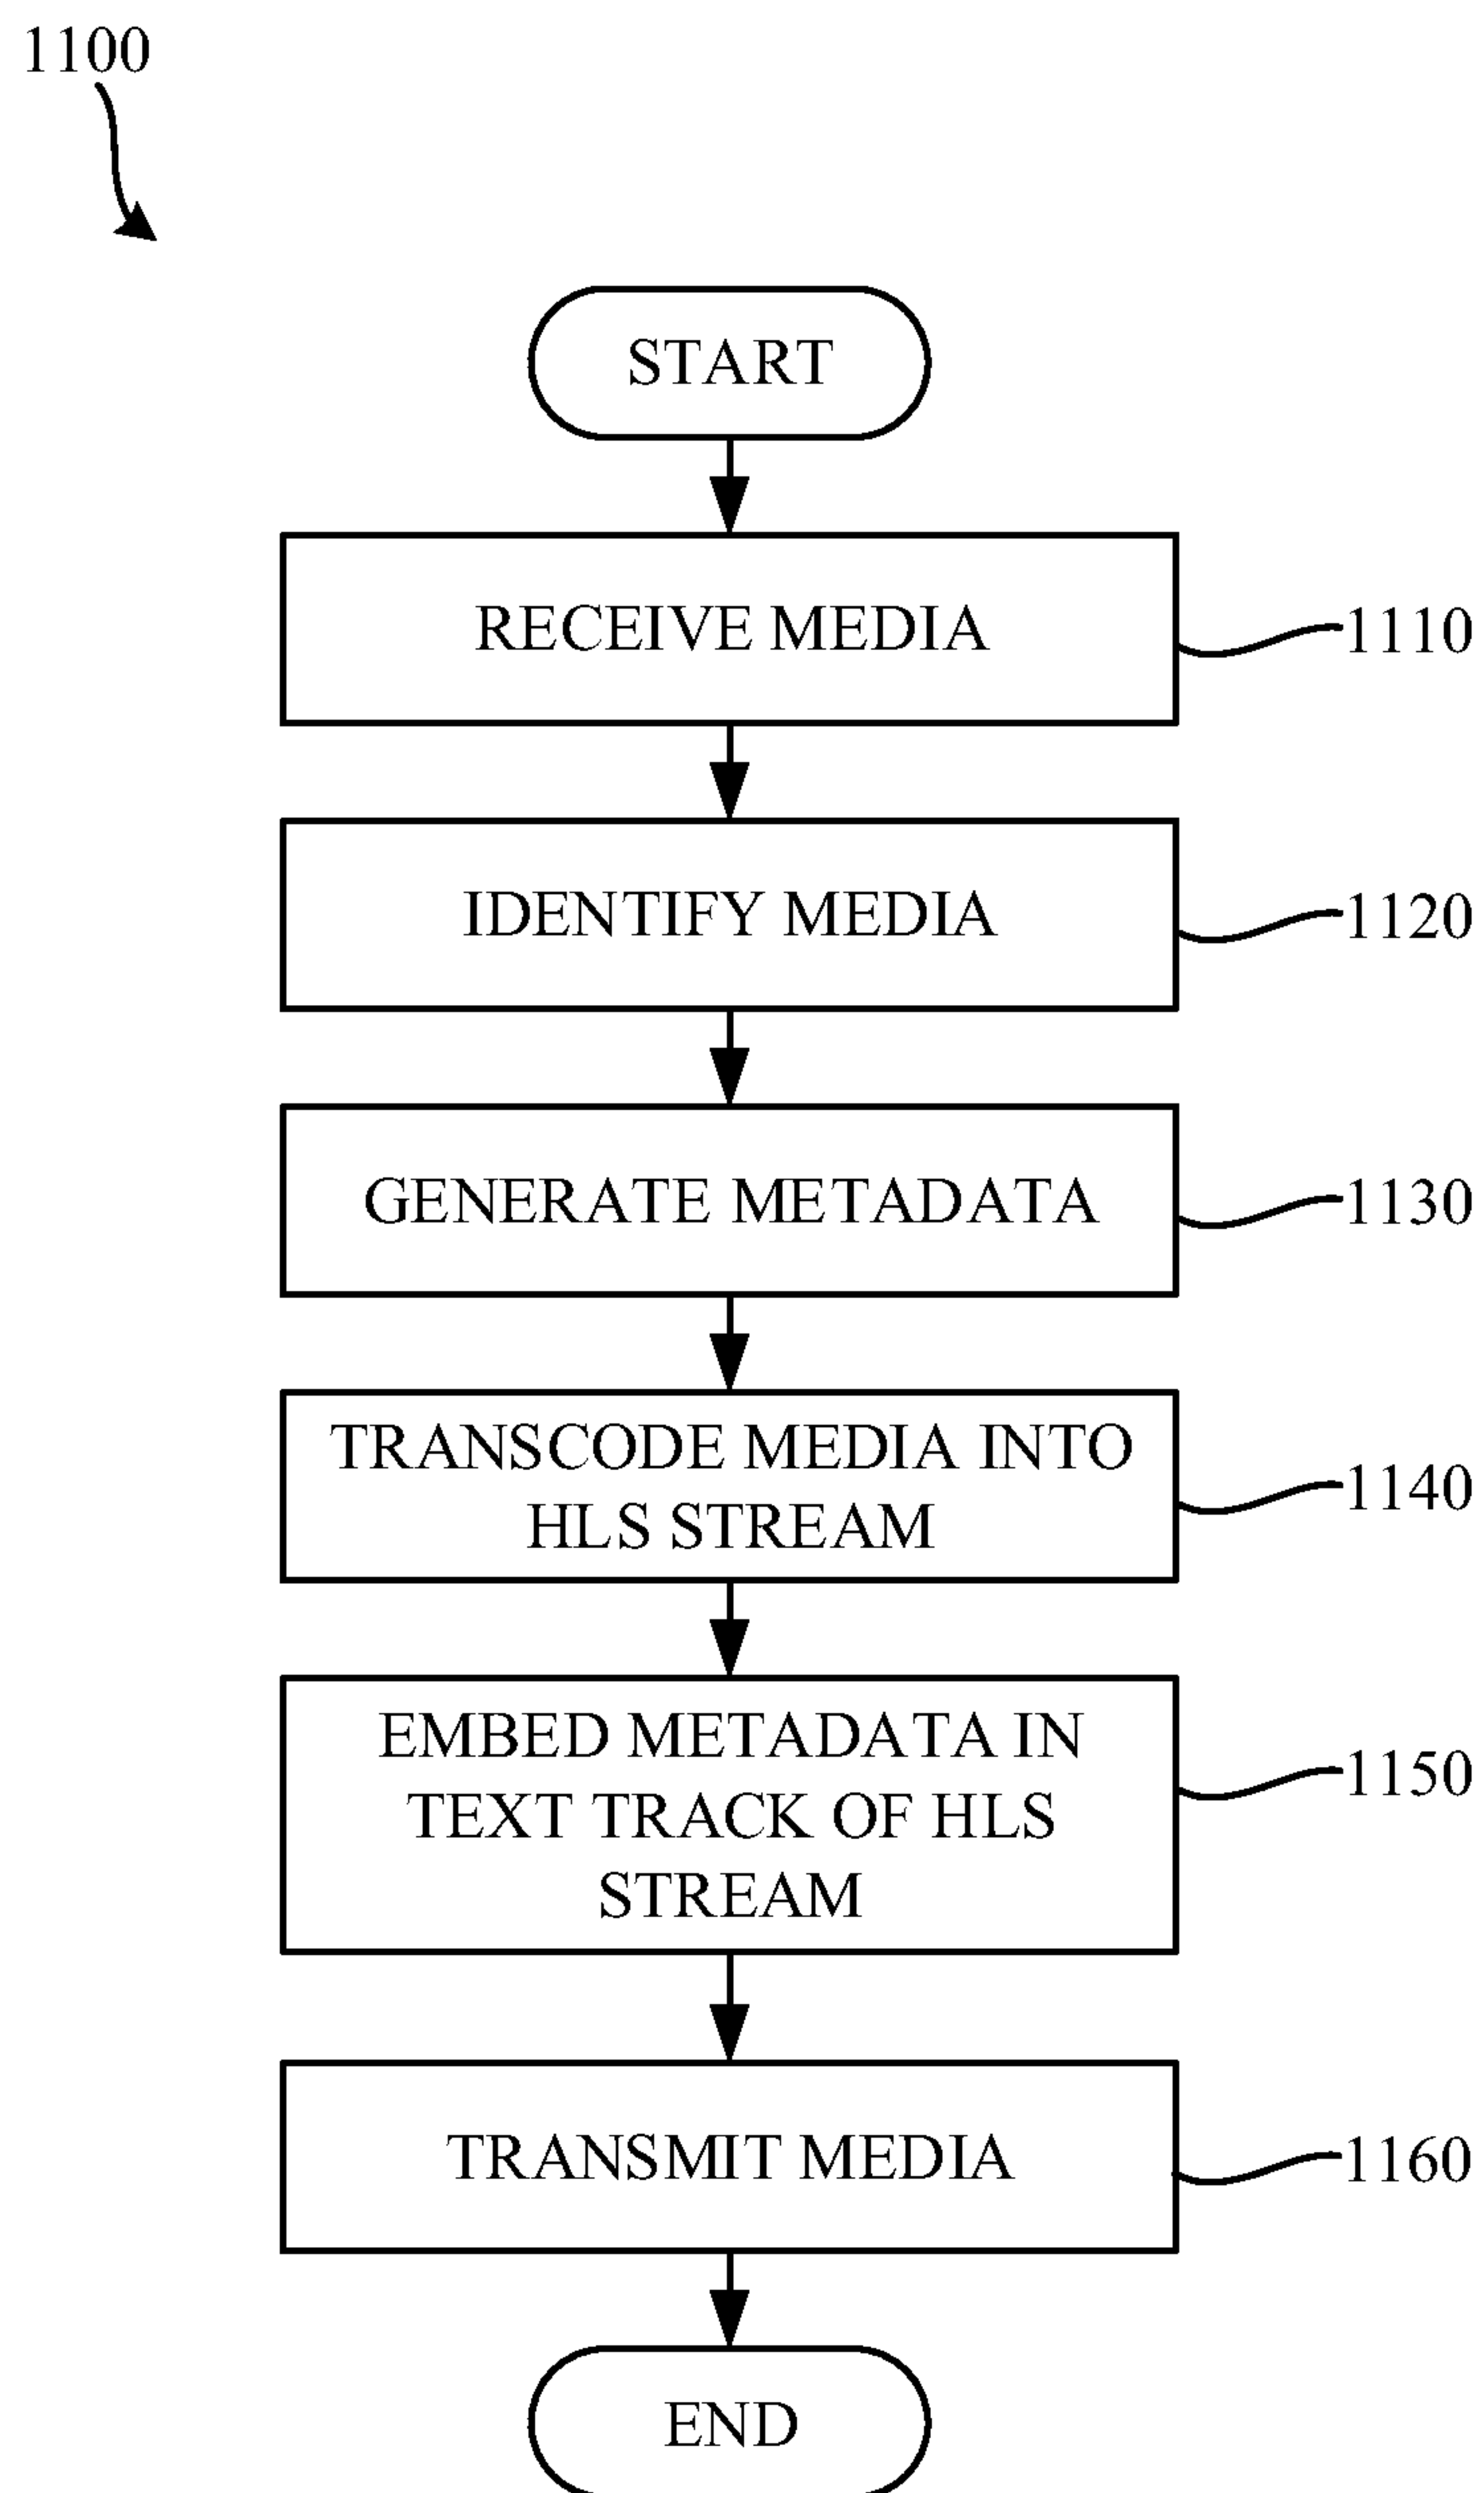 1100
START
RECEIVE MEDIA
1110
IDENTIFY MEDIA
1120
GENERATE METADATA
1130
TRANSCODE MEDIA INTO
HLS STREAM
1140
EMBED METADATA IN
TEXT TRACK OF HLS
STREAM
1150
TRANSMIT MEDIA
1160
END